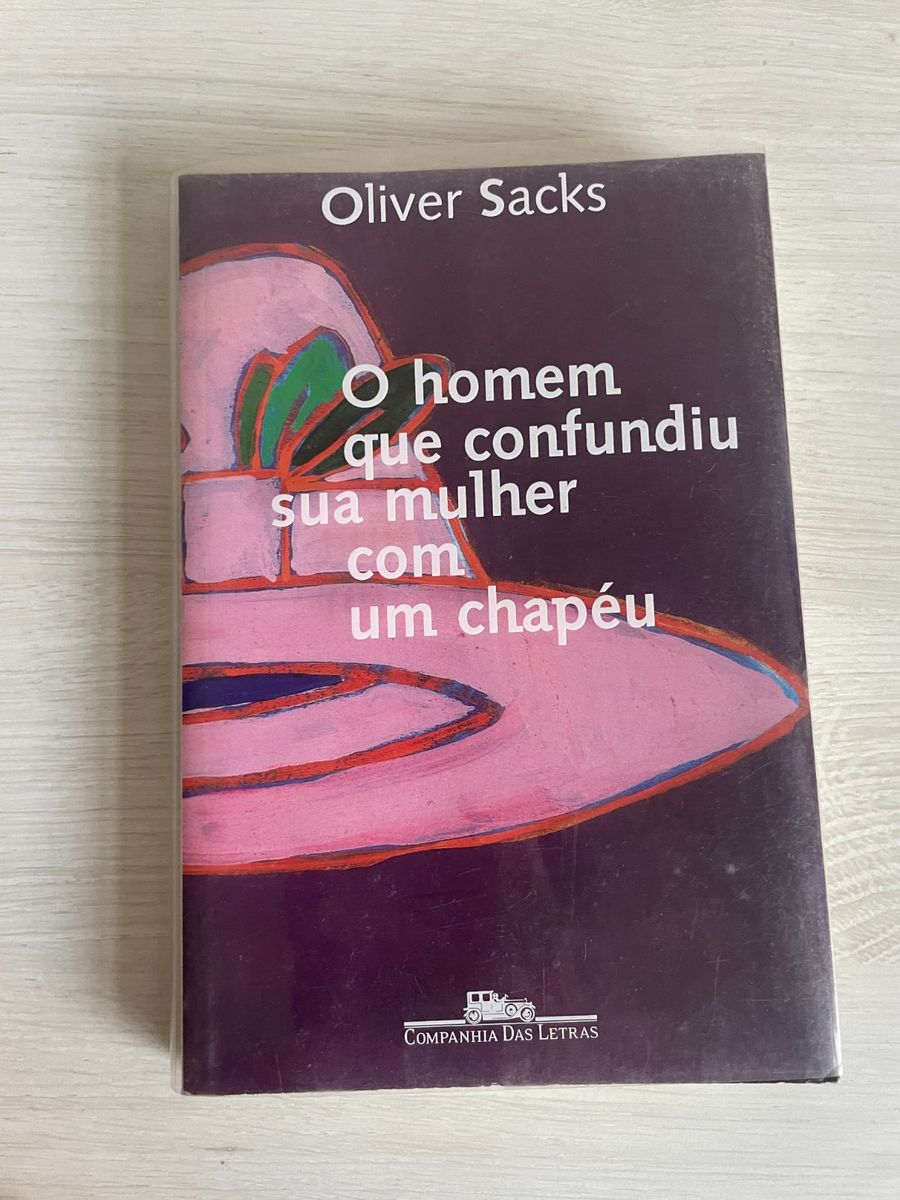 Oliver Sacks
O homem
que confundiu
sua mulher
com
um chapéu
COMPANHIA DAS LETRAS